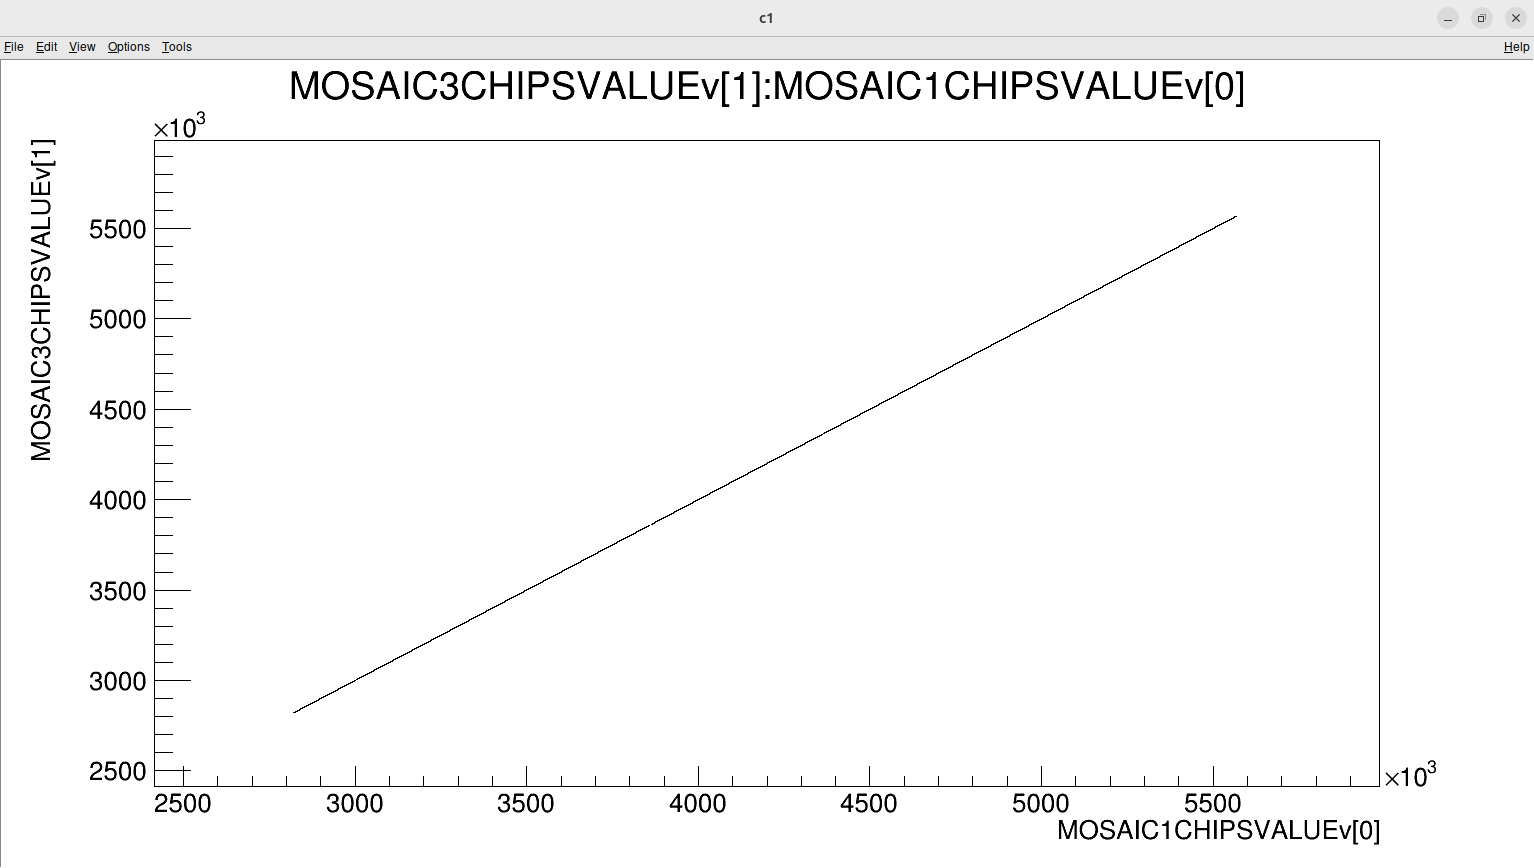 c1
File Edit View Options Tools Help
MOSAIC3CHIPSVALUEv[1]:MOSAIC1CHIPSVALUEv[0]
×10³
MOSAIC3CHIPSVALUEv[1]
5500
5000
4500
4000
3500
3000
2500
2500 3000 3500 4000 4500 5000 5500
×10³
MOSAIC1CHIPSVALUEv[0]